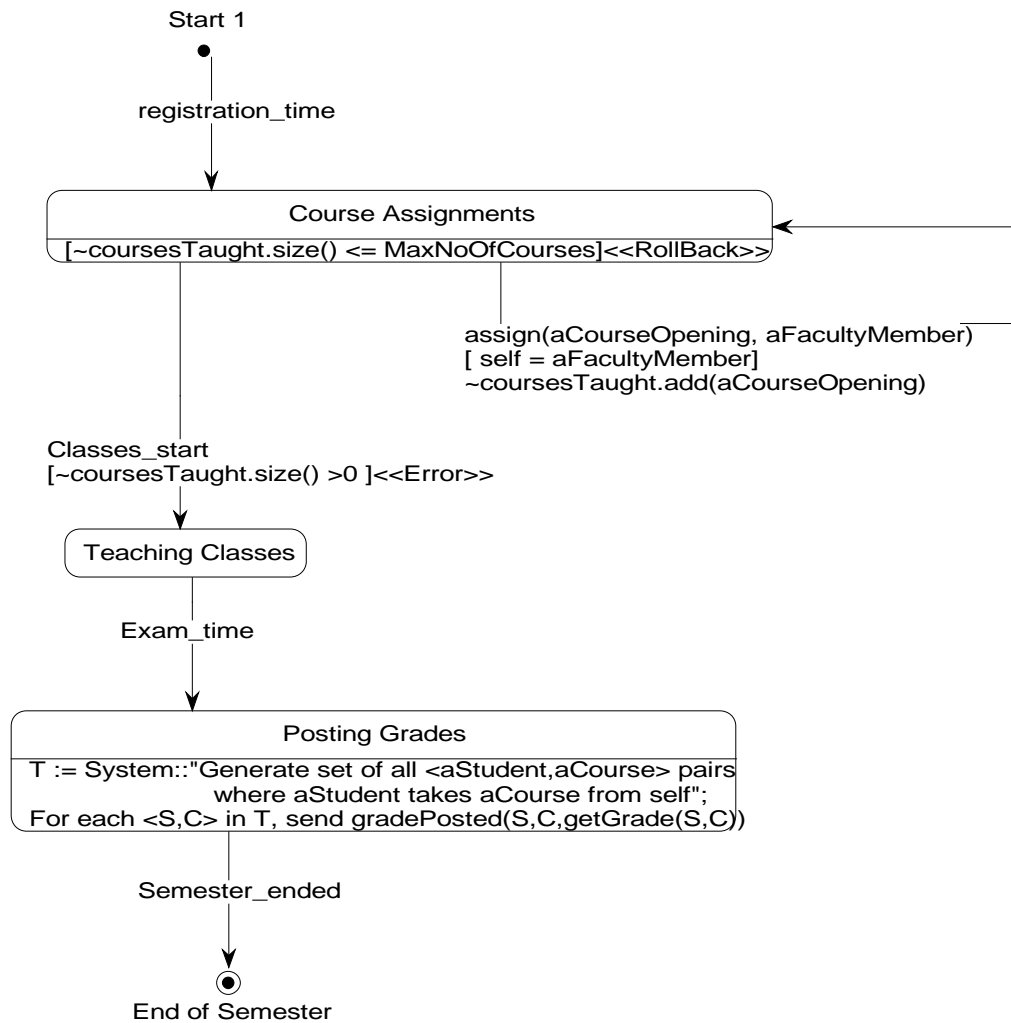 Start 1
registration_time
Course Assignments
[~coursesTaught.size() <= MaxNoOfCourses]<<RollBack>>
assign(aCourseOpening, aFacultyMember)
[ self = aFacultyMember]
~coursesTaught.add(aCourseOpening)
Classes_start
[~coursesTaught.size() >0 ]<<Error>>
Teaching Classes
Exam_time
Posting Grades
T := System::"Generate set of all <aStudent,aCourse> pairs
where aStudent takes aCourse from self";
For each <S,C> in T, send gradePosted(S,C,getGrade(S,C))
Semester_ended
End of Semester